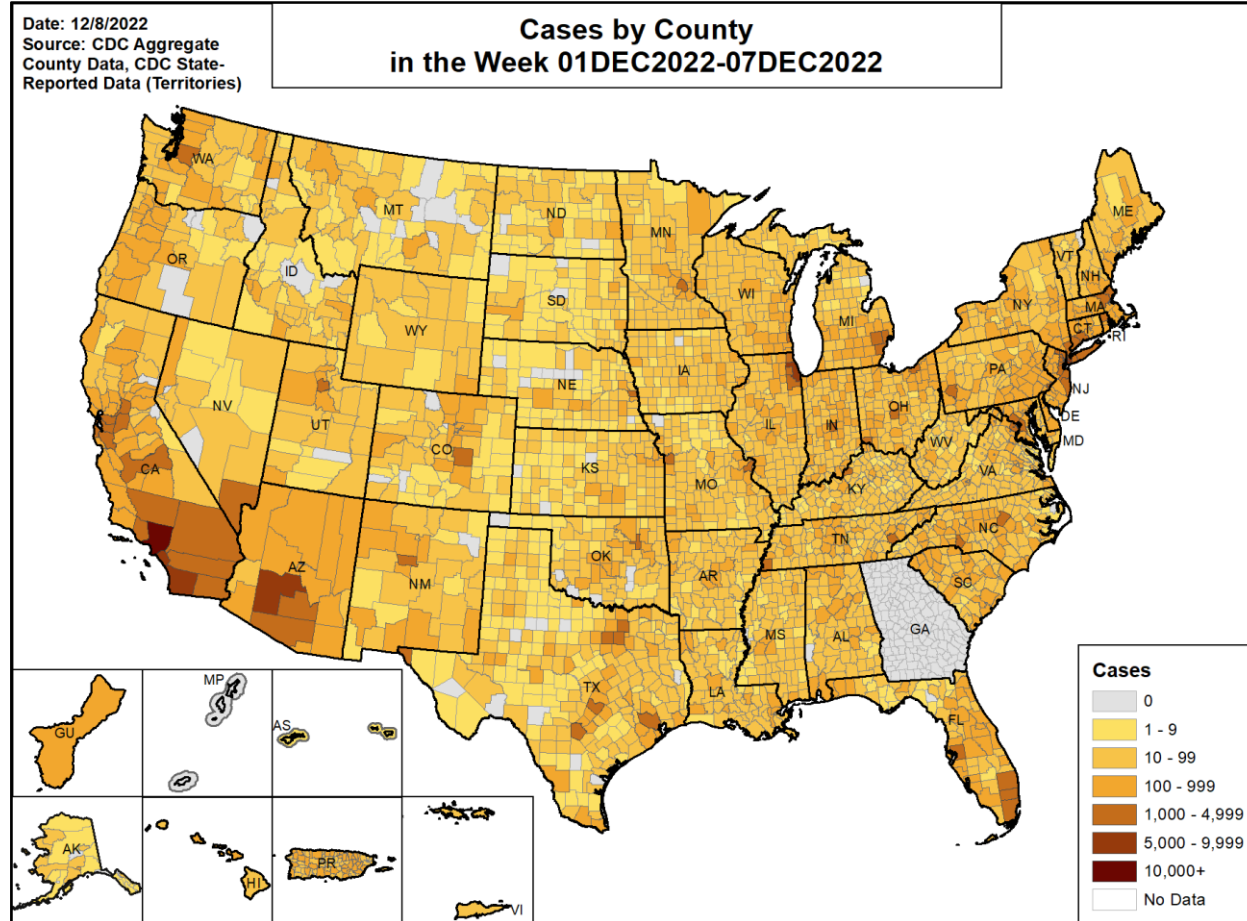 Date: 12/8/2022
Source: CDC Aggregate
County Data, CDC State-
Reported Data (Territories)
Cases by County
in the Week 01DEC2022-07DEC2022
WA
MT
ND
MN
ME
OR
ID
SD
WI
MI
VT
NH
NY
MA
CT
RI
WY
NE
IA
PA
NJ
NV
UT
CO
KS
MO
IL
IN
OH
WV
VA
DE
MD
CA
KY
AZ
NM
OK
AR
TN
NC
SC
TX
LA
MS
AL
GA
FL
GU
MP
AS
AK
HI
PR
VI
Cases
0
1 - 9
10 - 99
100 - 999
1,000 - 4,999
5,000 - 9,999
10,000+
No Data